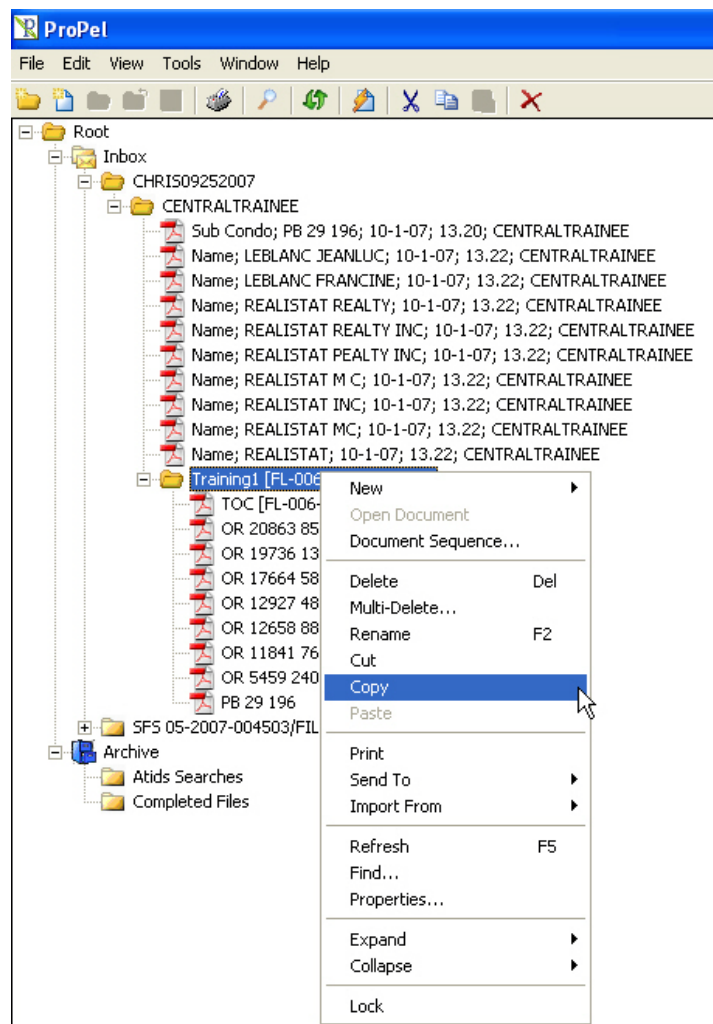 ProPel
File Edit View Tools Window Help
Root
Inbox
CHRIS09252007
CENTRALTRAINEE
Sub Condo; PB 29 196; 10-1-07; 13.20; CENTRALTRAINEE
Name; LEBLANC JEANLUC; 10-1-07; 13.22; CENTRALTRAINEE
Name; LEBLANC FRANCINE; 10-1-07; 13.22; CENTRALTRAINEE
Name; REALISTAT REALTY; 10-1-07; 13.22; CENTRALTRAINEE
Name; REALISTAT REALTY INC; 10-1-07; 13.22; CENTRALTRAINEE
Name; REALISTAT PEALTY INC; 10-1-07; 13.22; CENTRALTRAINEE
Name; REALISTAT M C; 10-1-07; 13.22; CENTRALTRAINEE
Name; REALISTAT INC; 10-1-07; 13.22; CENTRALTRAINEE
Name; REALISTAT MC; 10-1-07; 13.22; CENTRALTRAINEE
Name; REALISTAT; 10-1-07; 13.22; CENTRALTRAINEE
Training1 [FL-006
TOC [FL-006-
OR 20863 85
OR 19736 13
OR 17664 58
OR 12927 48
OR 12658 88
OR 11841 76
OR 5459 240
PB 29 196
SFS 05-2007-004503/FIL
Archive
Atids Searches
Completed Files
New
Open Document
Document Sequence...
Delete Del
Multi-Delete...
Rename F2
Cut
Copy
Paste
Print
Send To
Import From
Refresh F5
Find...
Properties...
Expand
Collapse
Lock